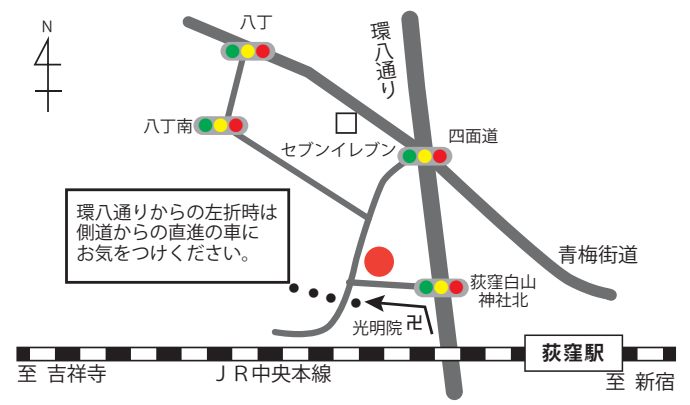 N
八丁
環八通り
八丁南
セブンイレブン
四面道
環八通りからの左折時は
側道からの直進の車に
お気をつけください。
青梅街道
荻窪白山
神社北
光明院 卍
荻窪駅
至 吉祥寺
ＪＲ中央本線
至 新宿